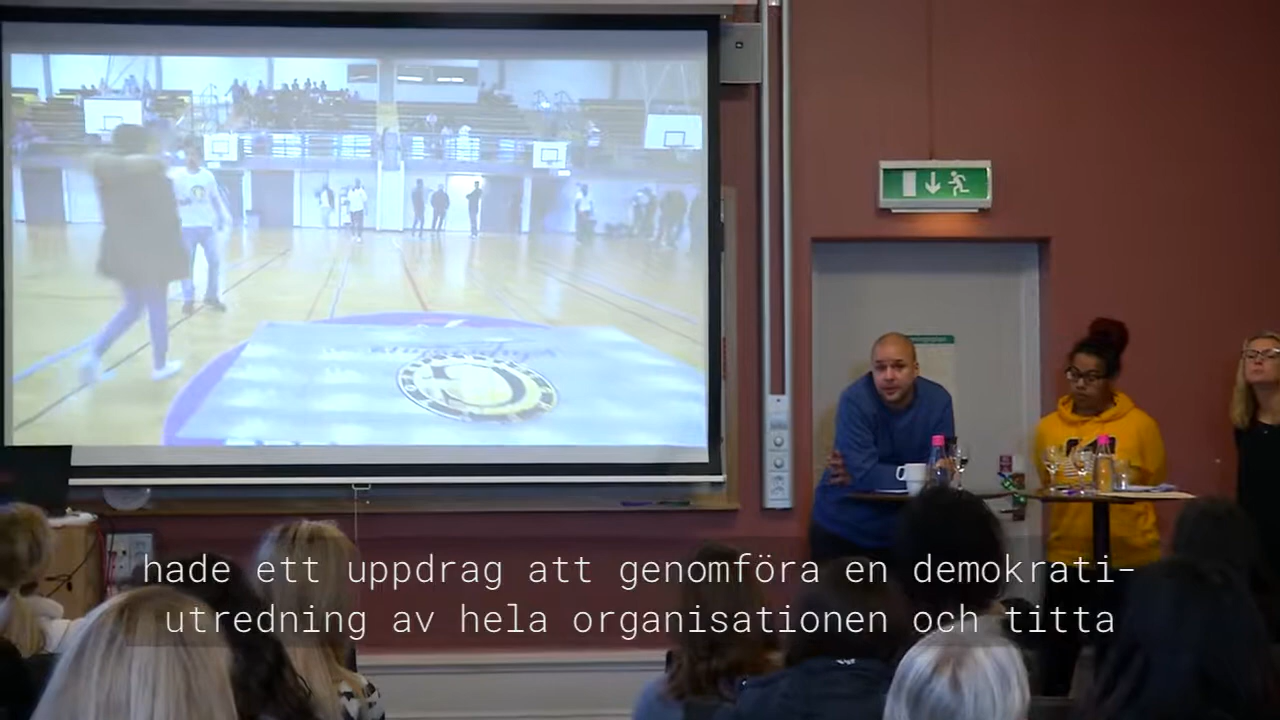 hade ett uppdrag att genomföra en demokrati-
utredning av hela organisationen och titta